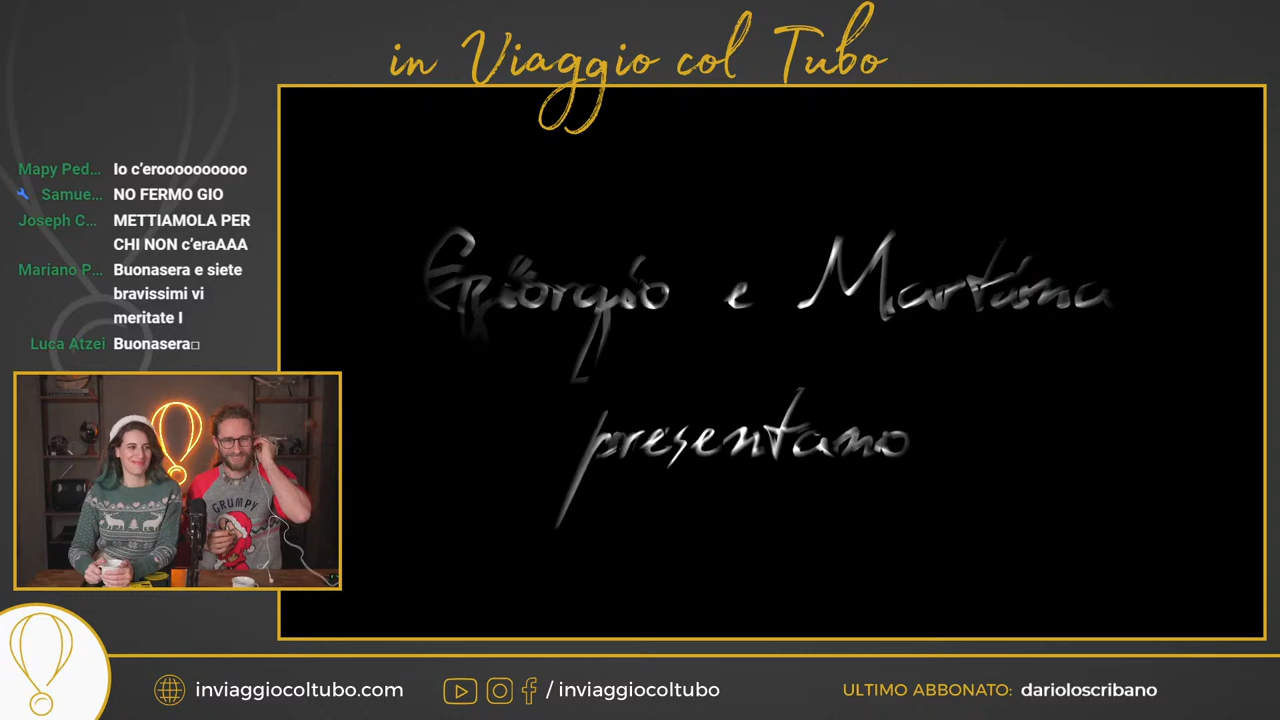 in Viaggio col Tubo
Mapy Ped... Io c'eroooooooooo
Samue... NO FERMO GIO
Joseph C... METTIAMOLA PER
CHI NON c'eraAAA
Mariano P... Buonasera e siete
bravissimi vi
meritate l
Luca Atzei Buonasera□
Giorgio e Martina
presentano
GRUMPY
inviaggiocoltubo.com
/ inviaggiocoltubo
ULTIMO ABBONATO: darioloscribano